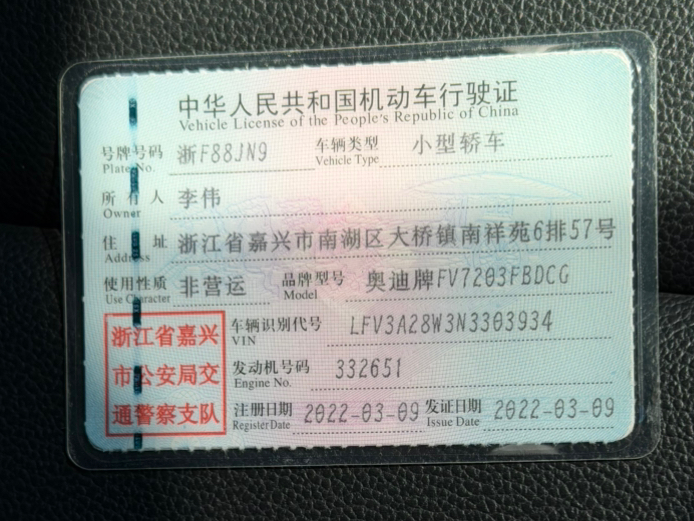 中华人民共和国机动车行驶证
Vehicle License of the People's Republic of China
号牌号码 浙F88JN9 车辆类型 小型轿车
Plate No. Vehicle Type
所有人 李伟
Owner
住址 浙江省嘉兴市南湖区大桥镇南祥苑6排57号
Address
使用性质 非营运 品牌型号 奥迪牌FV7203FBDCG
Use Character Model
浙江省嘉兴 车辆识别代号 LFV3A28W3N3303934
VIN
市公安局交 发动机号码 332651
Engine No.
通警察支队 注册日期 2022-03-09 发证日期 2022-03-09
Register Date Issue Date